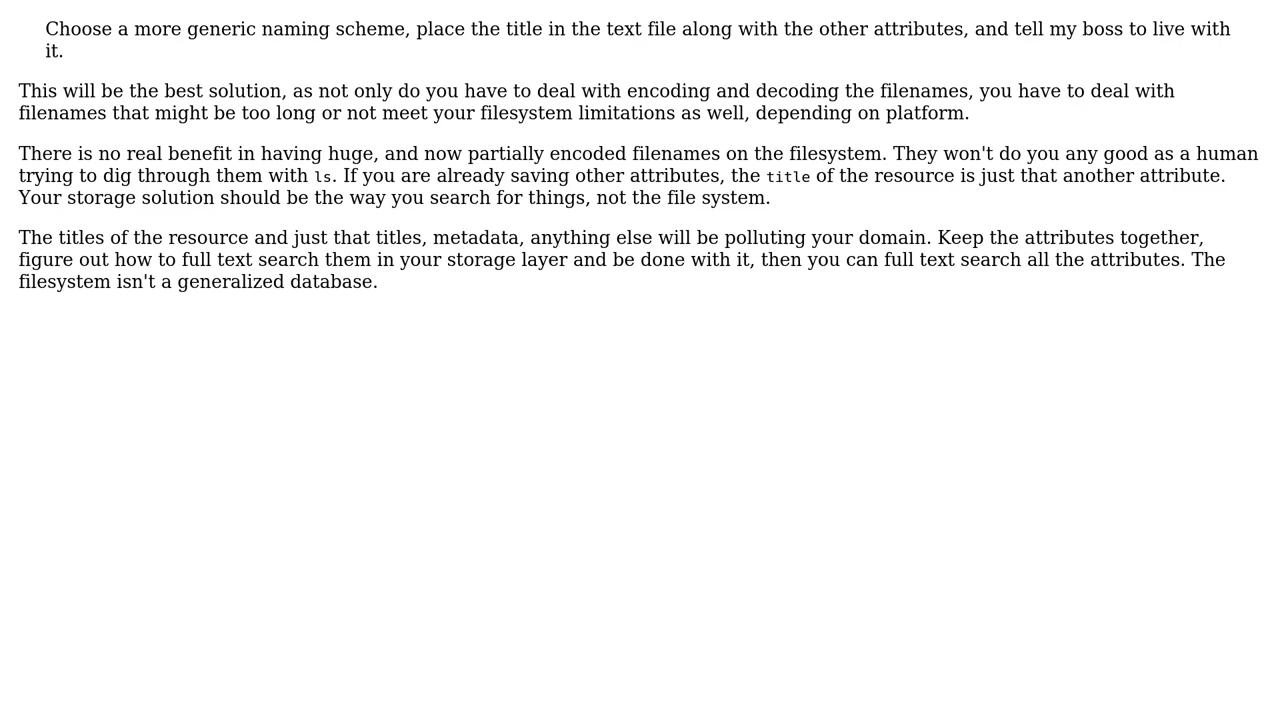 Choose a more generic naming scheme, place the title in the text file along with the other attributes, and tell my boss to live with
it.
This will be the best solution, as not only do you have to deal with encoding and decoding the filenames, you have to deal with
filenames that might be too long or not meet your filesystem limitations as well, depending on platform.
There is no real benefit in having huge, and now partially encoded filenames on the filesystem. They won't do you any good as a human
trying to dig through them with ls. If you are already saving other attributes, the title of the resource is just that another attribute.
Your storage solution should be the way you search for things, not the file system.
The titles of the resource and just that titles, metadata, anything else will be polluting your domain. Keep the attributes together,
figure out how to full text search them in your storage layer and be done with it, then you can full text search all the attributes. The
filesystem isn't a generalized database.